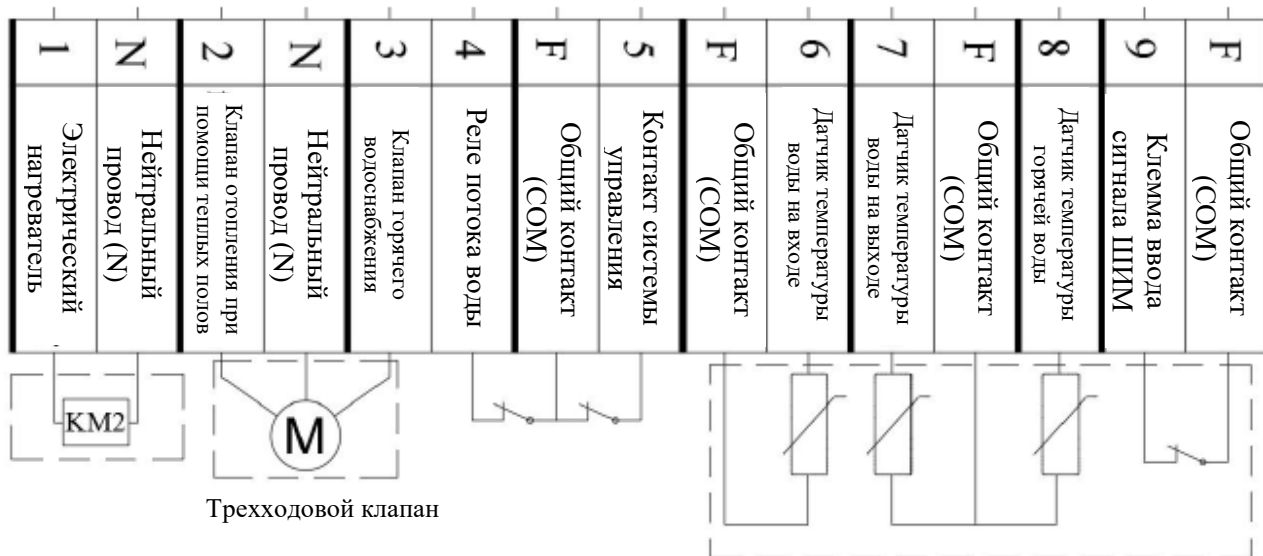 1
N
2
N
3
4
F
5
F
6
7
F
8
9
F
Электрический
нагреватель
Нейтральный
провод (N)
Клапан отопления при
помощи теплых полов
Нейтральный
провод (N)
Клапан горячего
водоснабжения
Реле потока воды
Общий контакт
(COM)
Контакт системы
управления
Общий контакт
(COM)
Датчик температуры
воды на входе
Датчик температуры
воды на выходе
Общий контакт
(COM)
Датчик температуры
горячей воды
Клемма ввода
сигнала ШИМ
Общий контакт
(COM)
KM2
M
Трехходовой клапан